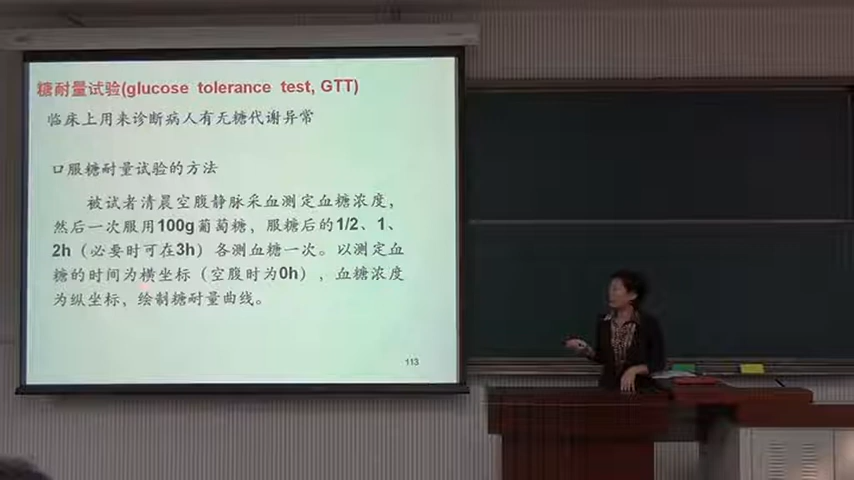 糖耐量试验(glucose tolerance test, GTT)
临床上用来诊断病人有无糖代谢异常
口服糖耐量试验的方法
被试者清晨空腹静脉采血测定血糖浓度，
然后一次服用100g葡萄糖，服糖后的1/2、1、
2h（必要时可在3h）各测血糖一次。以测定血
糖的时间为横坐标（空腹时为0h），血糖浓度
为纵坐标，绘制糖耐量曲线。
113